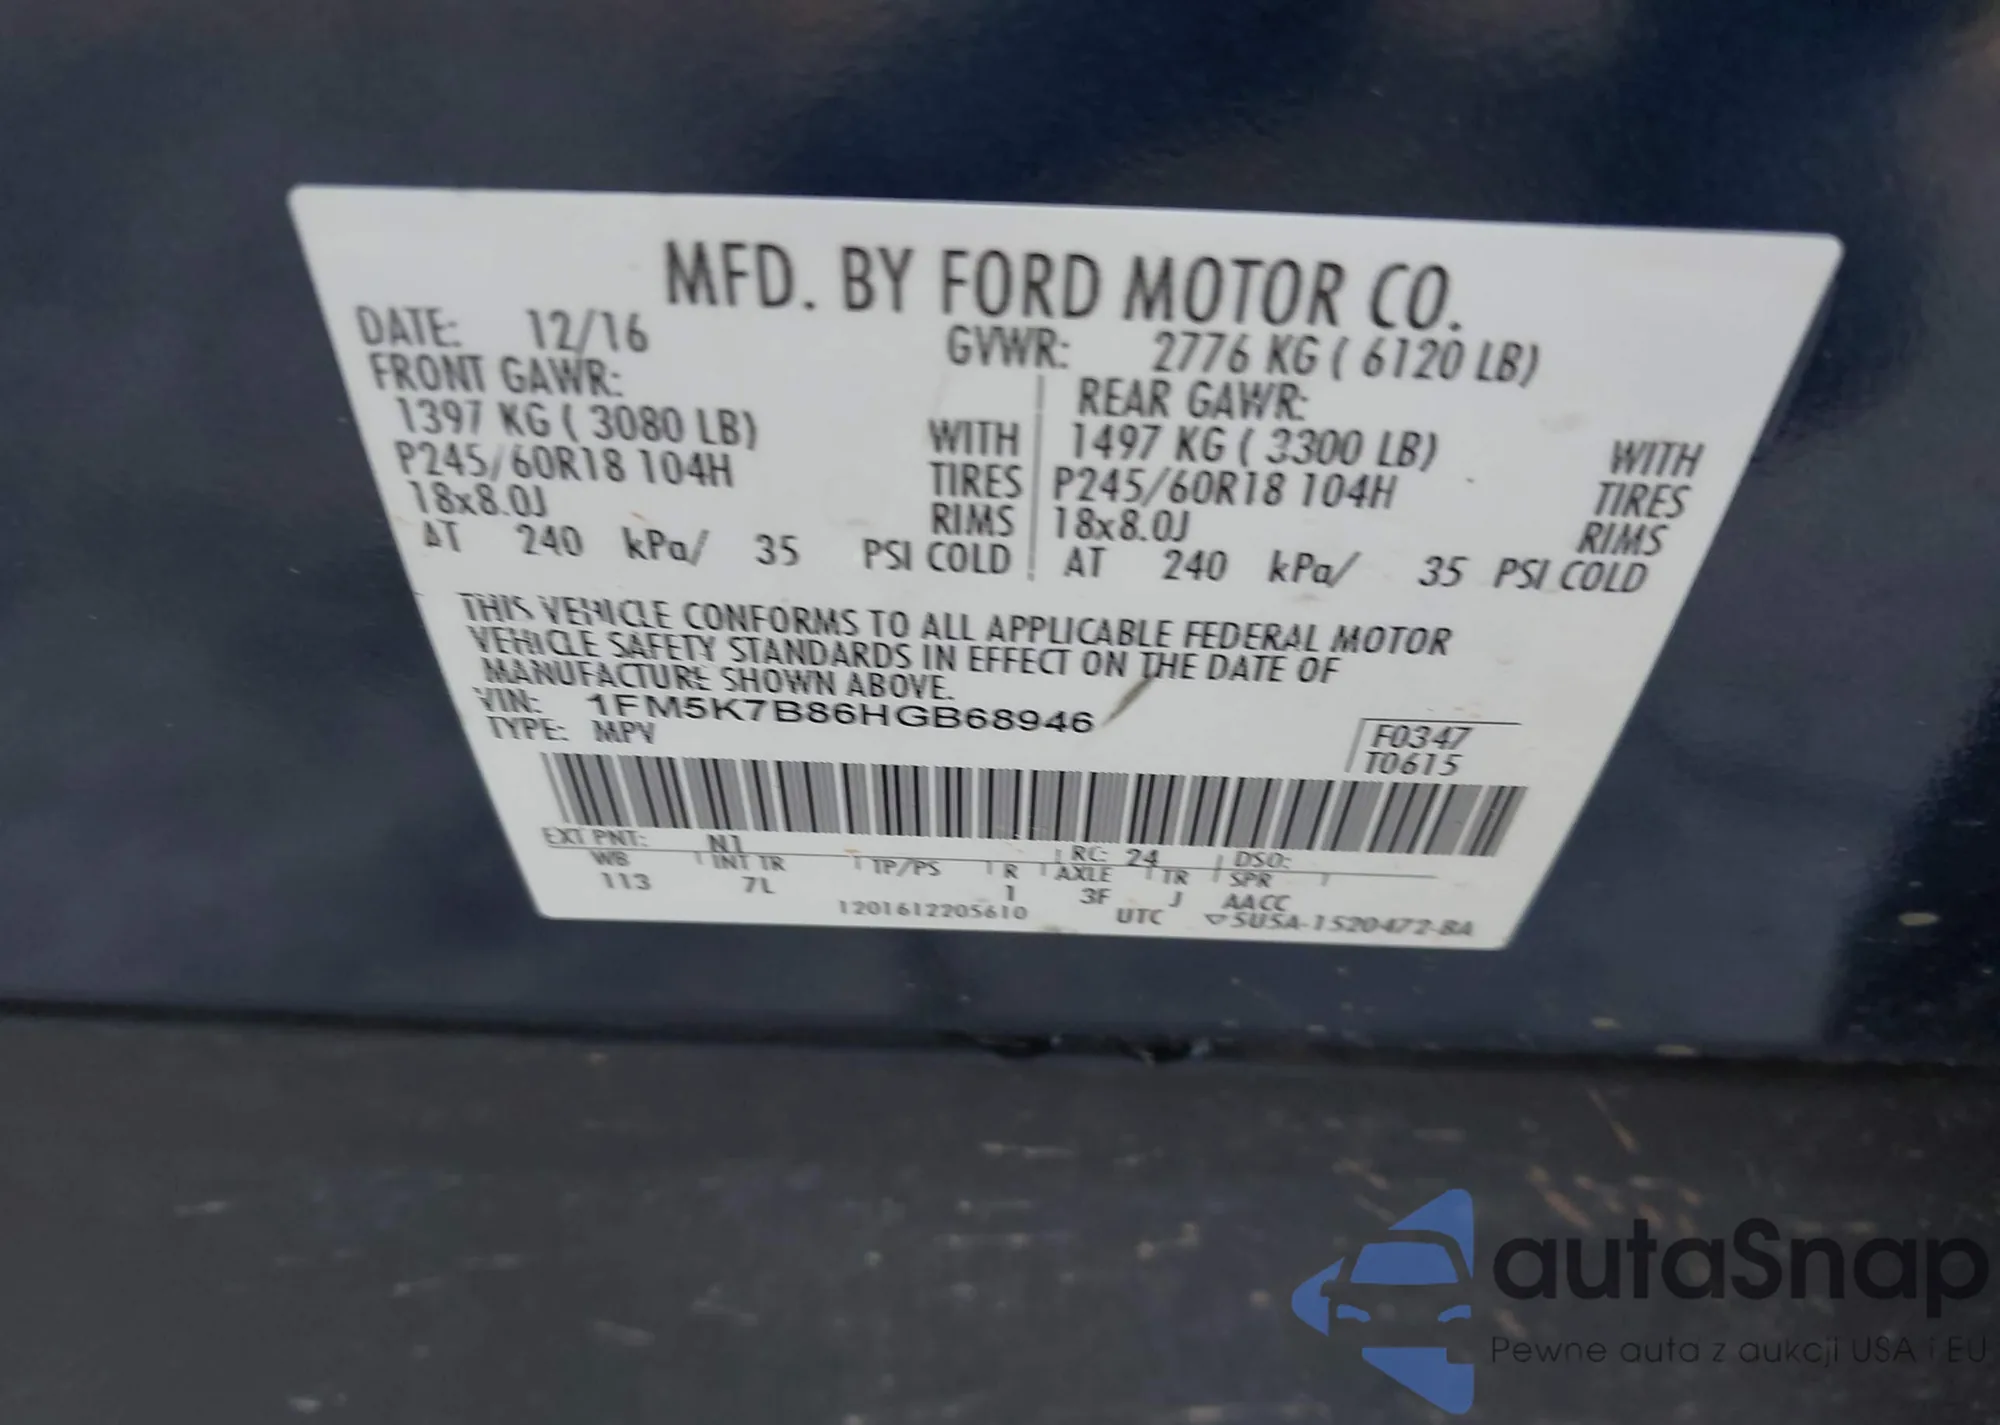 MFD. BY FORD MOTOR CO.
DATE: 12/16 GVWR: 2776 KG ( 6120 LB)
FRONT GAWR: REAR GAWR:
1397 KG ( 3080 LB) WITH 1497 KG ( 3300 LB) WITH
P245/60R18 104H TIRES P245/60R18 104H TIRES
18x8.0J RIMS 18x8.0J RIMS
AT 240 kPa/ 35 PSI COLD AT 240 kPa/ 35 PSI COLD
THIS VEHICLE CONFORMS TO ALL APPLICABLE FEDERAL MOTOR
VEHICLE SAFETY STANDARDS IN EFFECT ON THE DATE OF
MANUFACTURE SHOWN ABOVE.
VIN: 1FM5K7B86HGB68946
TYPE: MPV
F0347
T0615
EXT PNT: N1 RC: 24 DSO:
WB INT TR TP/PS R AXLE TR SPR
113 7L 1 3F J AACC
1201612205610 UTC ▽5U5A-1520472-BA
autaSnap
Pewne auta z aukcji USA i EU